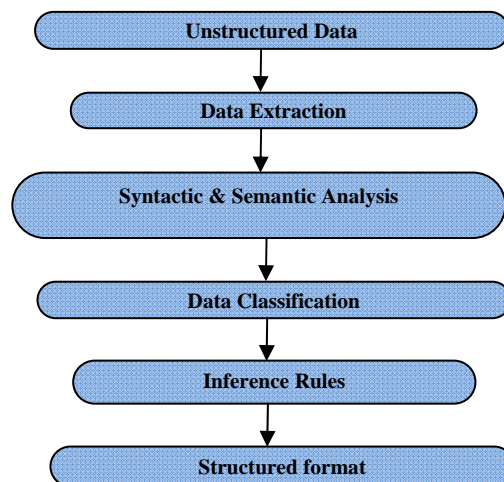 Unstructured Data
Data Extraction
Syntactic & Semantic Analysis
Data Classification
Inference Rules
Structured format